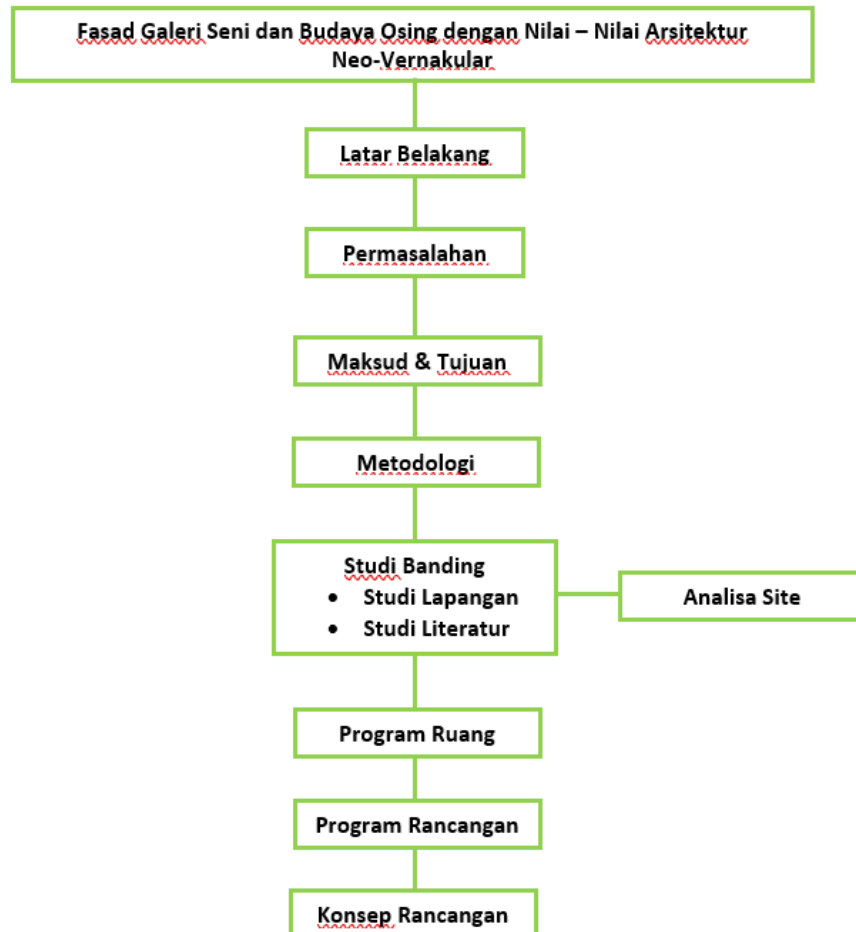 Fasad Galeri Seni dan Budaya Osing dengan Nilai – Nilai Arsitektur
Neo-Vernakular
Latar Belakang
Permasalahan
Maksud & Tujuan
Metodologi
Studi Banding
• Studi Lapangan
• Studi Literatur
Analisa Site
Program Ruang
Program Rancangan
Konsep Rancangan